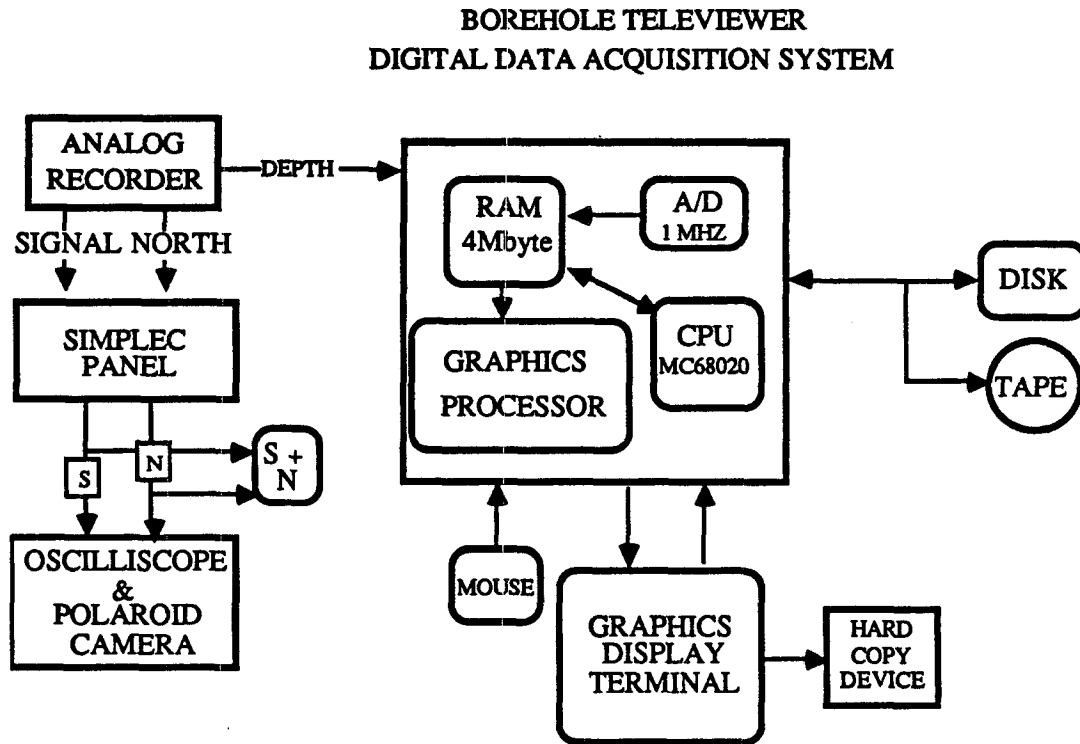 BOREHOLE TELEVIEWER
DIGITAL DATA ACQUISITION SYSTEM
ANALOG
RECORDER
DEPTH
SIGNAL NORTH
RAM
4Mbyte
A/D
1 MHZ
DISK
SIMPLEC
PANEL
GRAPHICS
PROCESSOR
CPU
MC68020
TAPE
S
N
S +
N
OSCILLISCOPE
&
POLAROID
CAMERA
MOUSE
GRAPHICS
DISPLAY
TERMINAL
HARD
COPY
DEVICE